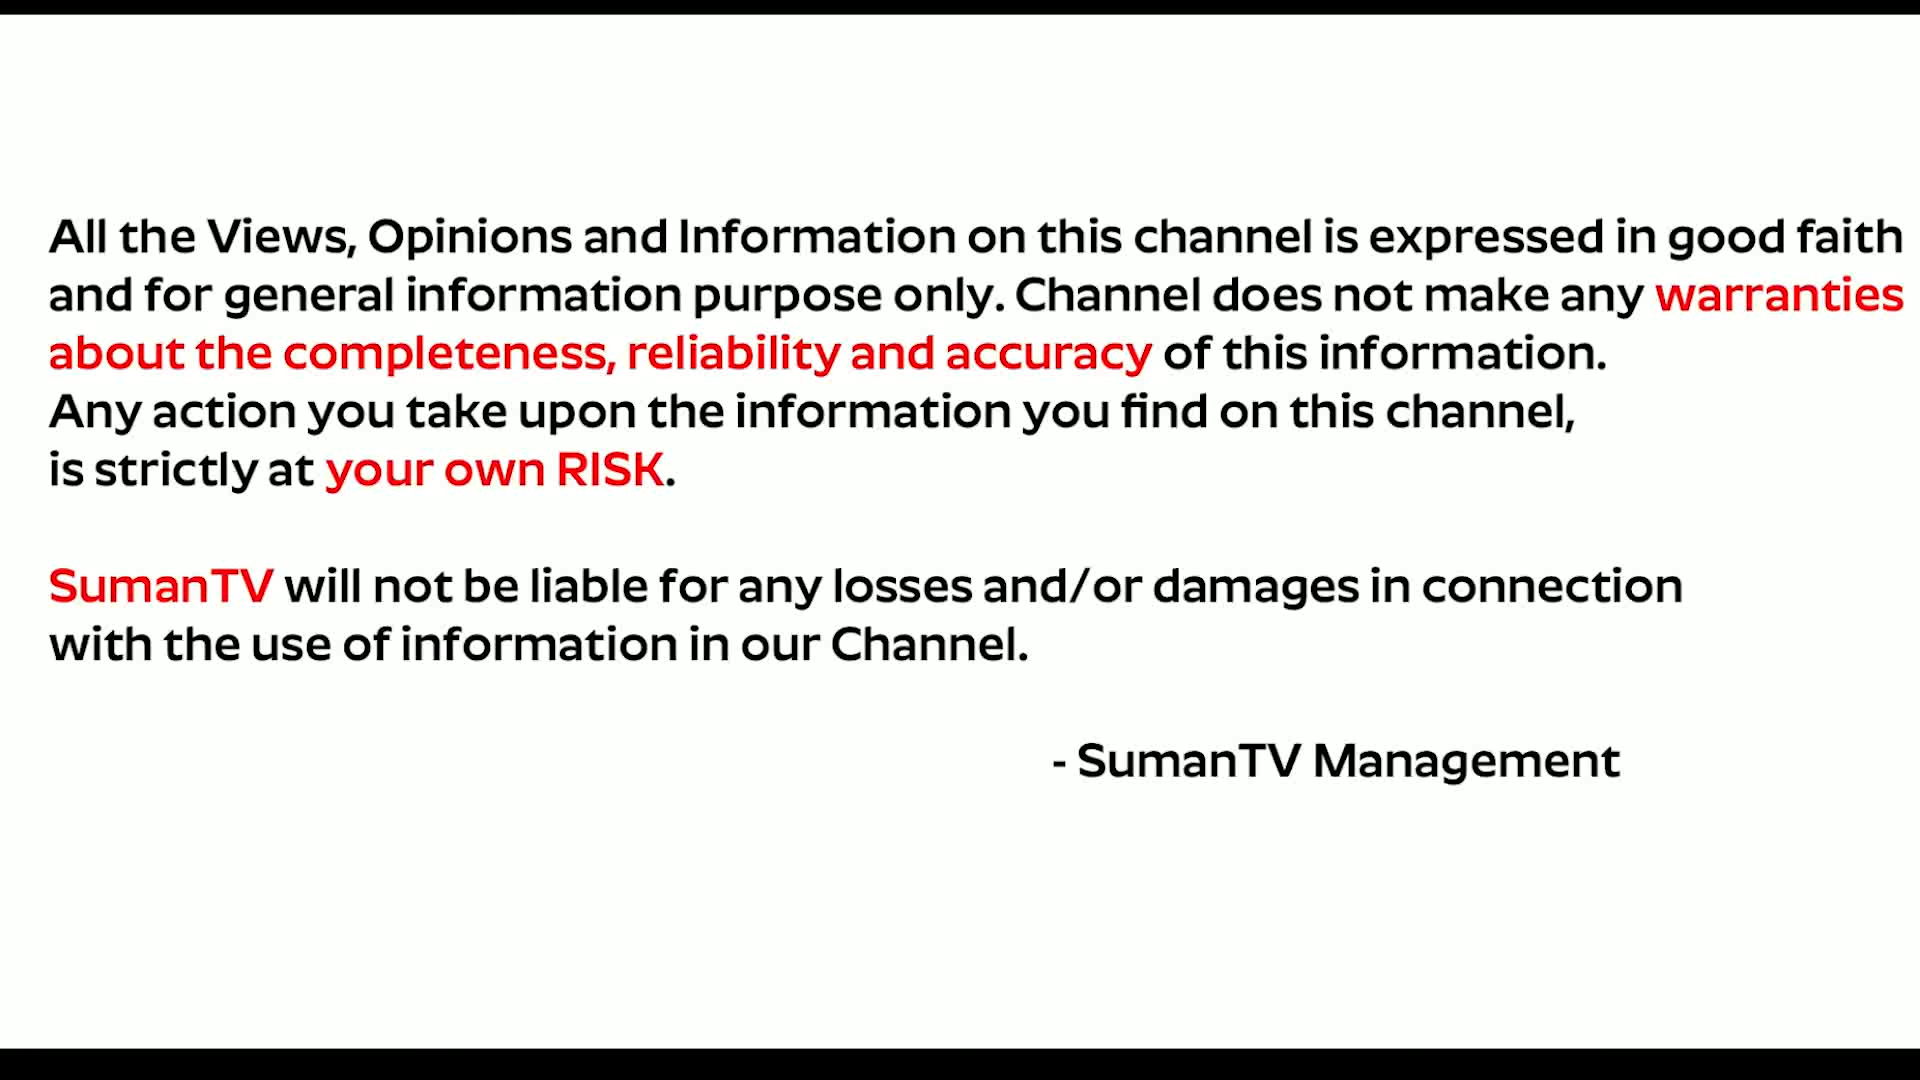 All the Views, Opinions and Information on this channel is expressed in good faith
and for general information purpose only. Channel does not make any warranties
about the completeness, reliability and accuracy of this information.
Any action you take upon the information you find on this channel,
is strictly at your own RISK.
SumanTV will not be liable for any losses and/or damages in connection
with the use of information in our Channel.
- SumanTV Management